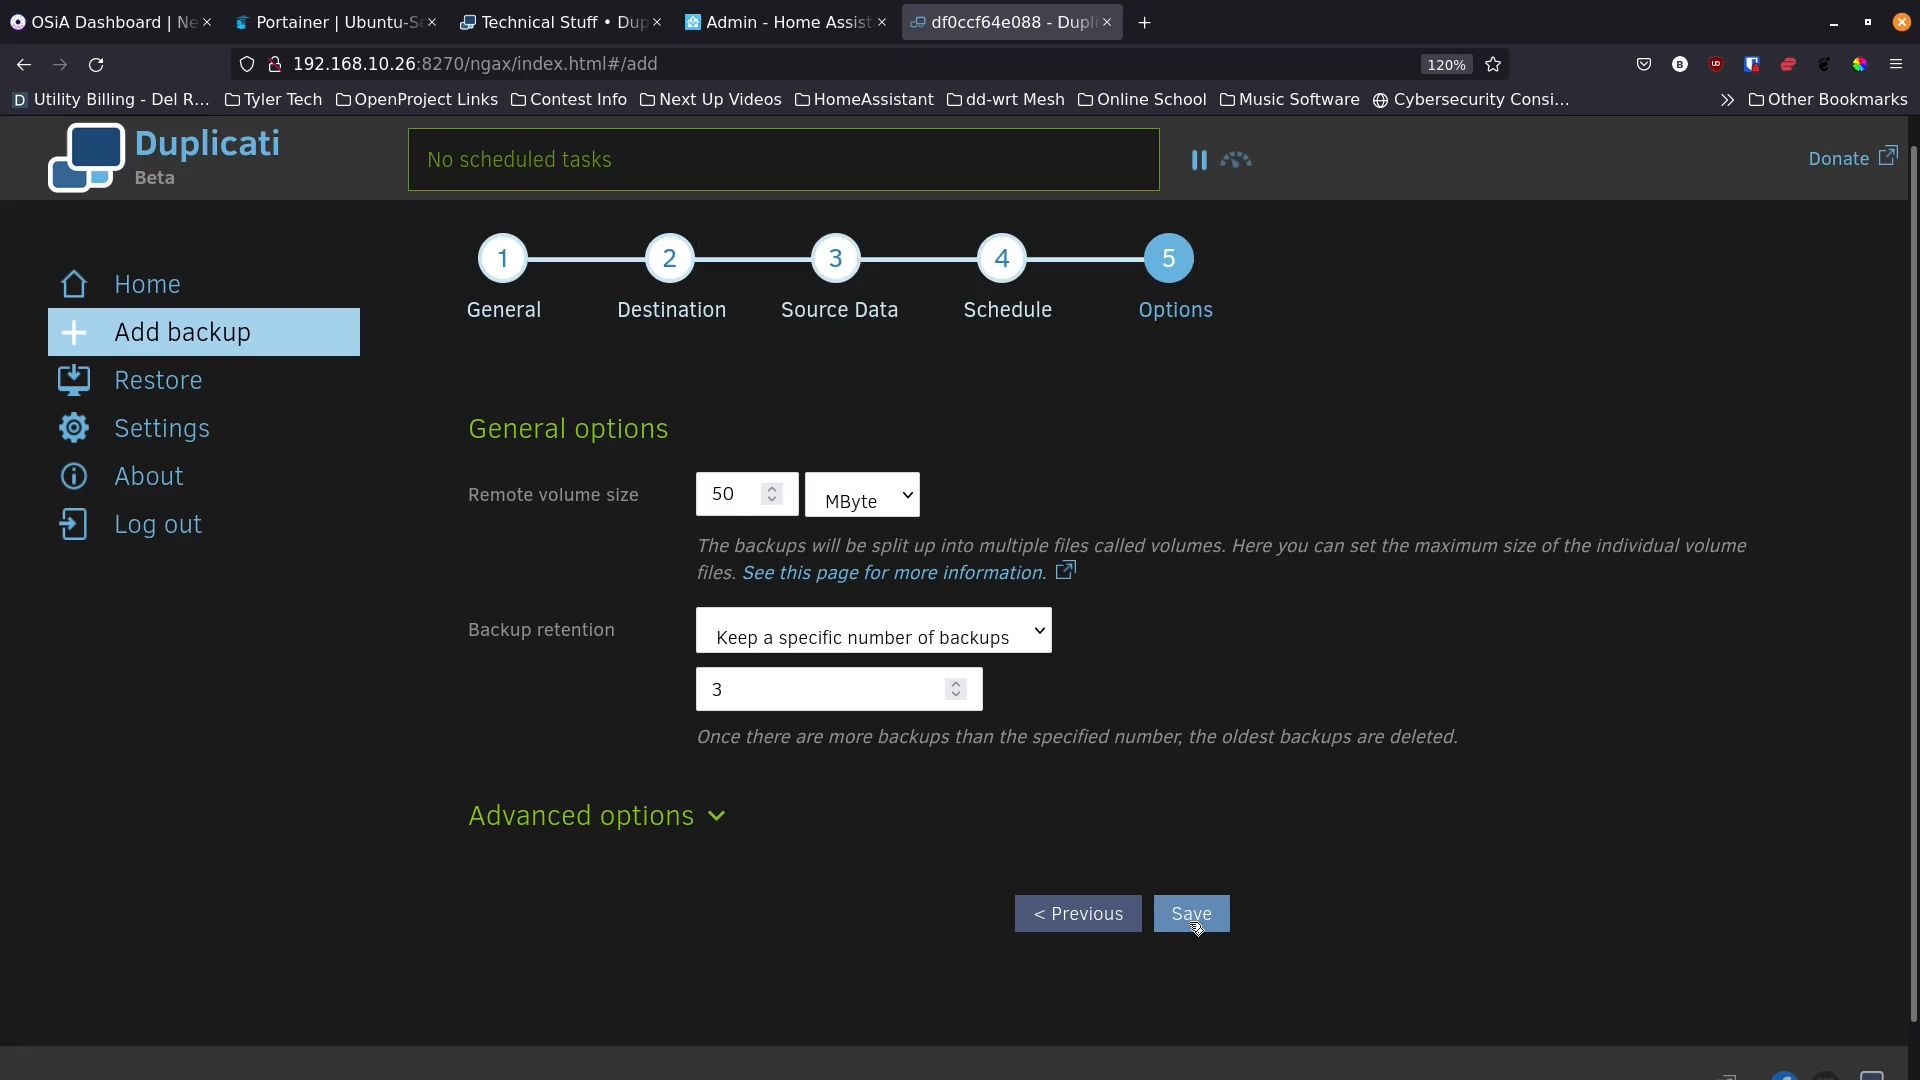 OSiA Dashboard | Ne
Portainer | Ubuntu-Se
Technical Stuff • Dup
Admin - Home Assist
df0ccf64e088 - Dupli
192.168.10.26:8270/ngax/index.html#/add
120%
Utility Billing - Del R...
Tyler Tech
OpenProject Links
Contest Info
Next Up Videos
HomeAssistant
dd-wrt Mesh
Online School
Music Software
Cybersecurity Consi...
Other Bookmarks
Duplicati
Beta
No scheduled tasks
Donate
1 2 3 4 5
General Destination Source Data Schedule Options
Home
Add backup
Restore
Settings
About
Log out
General options
Remote volume size 50 MByte
The backups will be split up into multiple files called volumes. Here you can set the maximum size of the individual volume
files. See this page for more information.
Backup retention Keep a specific number of backups
3
Once there are more backups than the specified number, the oldest backups are deleted.
Advanced options
< Previous Save